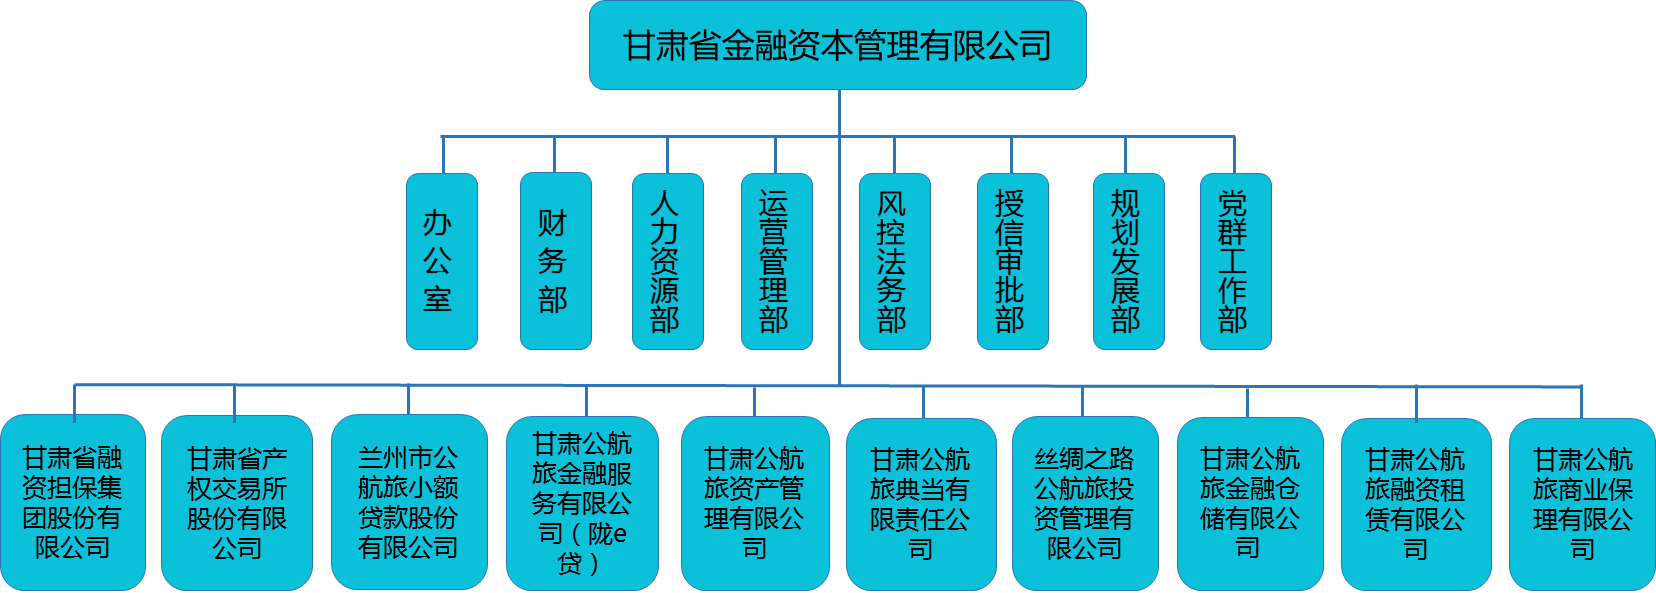 甘肃省金融资本管理有限公司
办公室
财务部
人力资源部
运营管理部
风控法务部
授信审批部
规划发展部
党群工作部
甘肃省融
资担保集
团股份有
限公司
甘肃省产
权交易所
股份有限
公司
兰州市公
航旅小额
贷款股份
有限公司
甘肃公航
旅金融服
务有限公
司（陇e
贷）
甘肃公航
旅资产管
理有限公
司
甘肃公航
旅典当有
限责任公
司
丝绸之路
公航旅投
资管理有
限公司
甘肃公航
旅金融仓
储有限公
司
甘肃公航
旅融资租
赁有限公
司
甘肃公航
旅商业保
理有限公
司